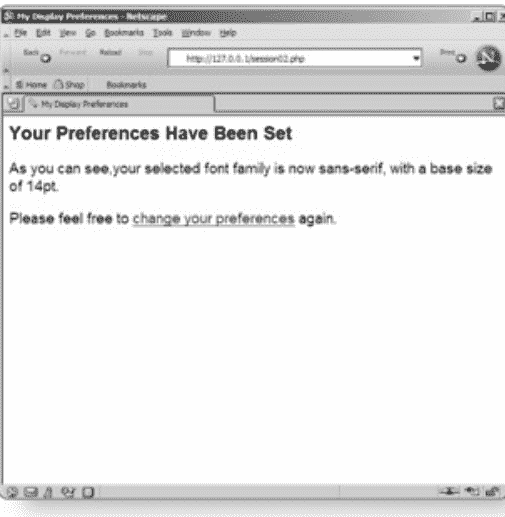 My Display Preferences - Netscape
File Edit View Go Bookmarks Tools Window Help
Back Forward Reload Stop http://127.0.0.1/session02.php Print N
Home Shop Bookmarks
My Display Preferences
Your Preferences Have Been Set
As you can see,your selected font family is now sans-serif, with a base size
of 14pt.
Please feel free to change your preferences again.